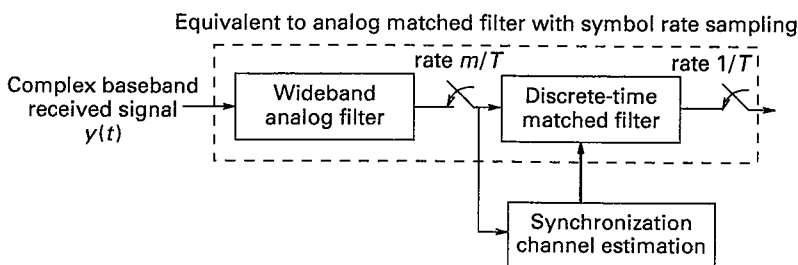 Equivalent to analog matched filter with symbol rate sampling
rate m/T
rate 1/T
Complex baseband
received signal
y(t)
Wideband
analog filter
Discrete-time
matched filter
Synchronization
channel estimation